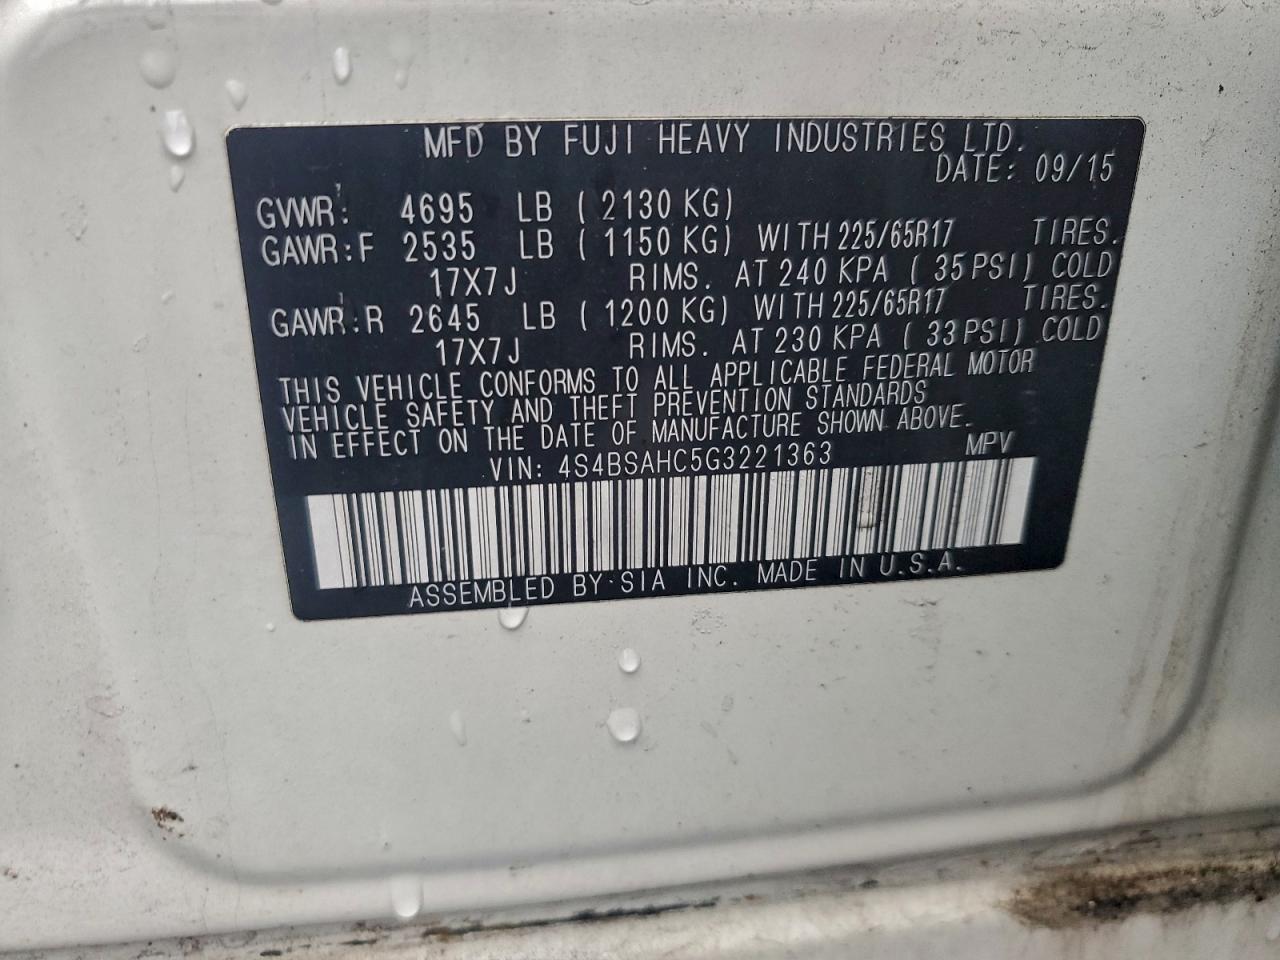 MFD BY FUJI HEAVY INDUSTRIES LTD.
DATE: 09/15
GVWR: 4695 LB ( 2130 KG)
GAWR:F 2535 LB ( 1150 KG) WITH 225/65R17 TIRES.
17X7J RIMS. AT 240 KPA ( 35 PSI) COLD
GAWR:R 2645 LB ( 1200 KG) WITH 225/65R17 TIRES.
17X7J RIMS. AT 230 KPA ( 33 PSI) COLD
THIS VEHICLE CONFORMS TO ALL APPLICABLE FEDERAL MOTOR
VEHICLE SAFETY AND THEFT PREVENTION STANDARDS
IN EFFECT ON THE DATE OF MANUFACTURE SHOWN ABOVE.
VIN: 4S4BSAHC5G3221363 MPV
ASSEMBLED BY SIA INC. MADE IN U.S.A.